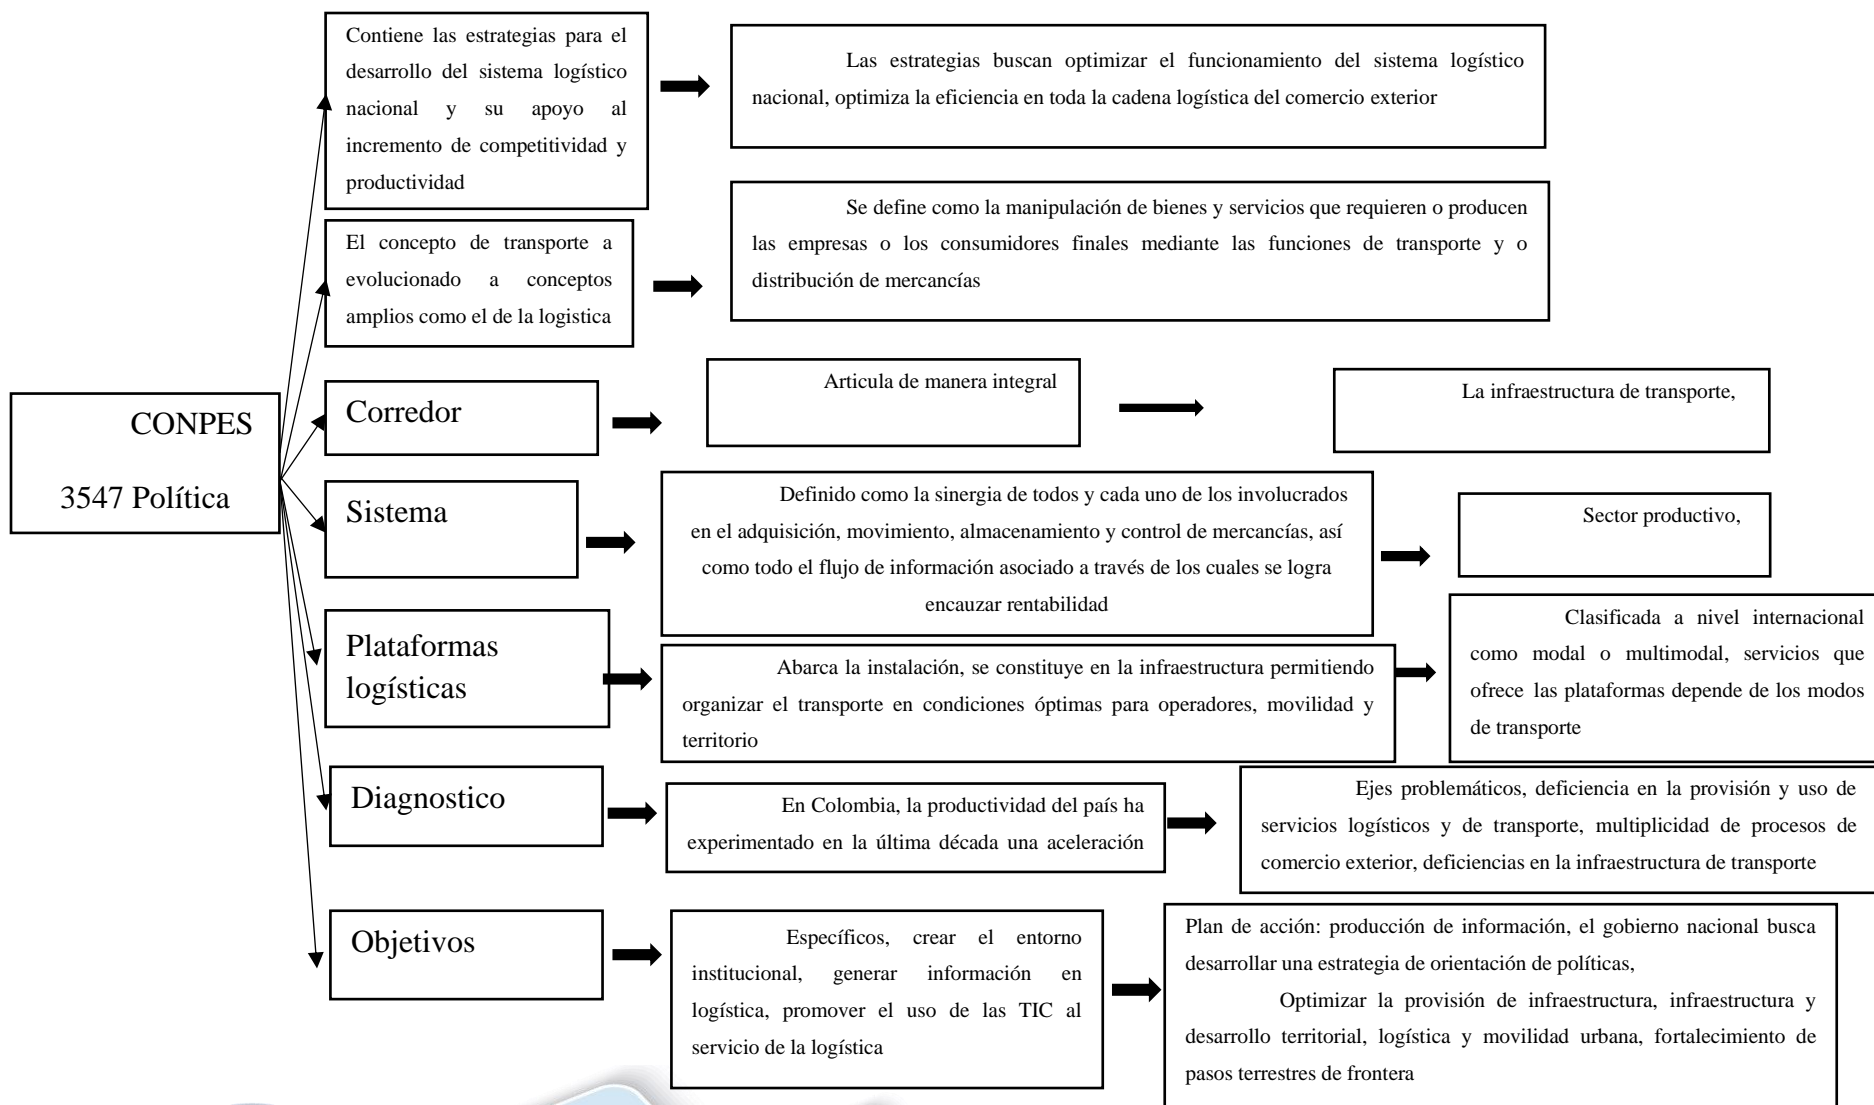 Contiene las estrategias para el
desarrollo del sistema logístico
nacional y su apoyo al
incremento de competitividad y
productividad
Las estrategias buscan optimizar el funcionamiento del sistema logístico
nacional, optimiza la eficiencia en toda la cadena logística del comercio exterior
El concepto de transporte a
evolucionado a conceptos
amplios como el de la logistica
Se define como la manipulación de bienes y servicios que requieren o producen
las empresas o los consumidores finales mediante las funciones de transporte y o
distribución de mercancías
CONPES
3547 Política
Corredor
Articula de manera integral
La infraestructura de transporte,
Sistema
Definido como la sinergia de todos y cada uno de los involucrados
en el adquisición, movimiento, almacenamiento y control de mercancías, así
como todo el flujo de información asociado a través de los cuales se logra
encauzar rentabilidad
Sector productivo,
Plataformas
logísticas
Abarca la instalación, se constituye en la infraestructura permitiendo
organizar el transporte en condiciones óptimas para operadores, movilidad y
territorio
Clasificada a nivel internacional
como modal o multimodal, servicios que
ofrece las plataformas depende de los modos
de transporte
Diagnostico
En Colombia, la productividad del país ha
experimentado en la última década una aceleración
Ejes problemáticos, deficiencia en la provisión y uso de
servicios logísticos y de transporte, multiplicidad de procesos de
comercio exterior, deficiencias en la infraestructura de transporte
Objetivos
Específicos, crear el entorno
institucional, generar información en
logística, promover el uso de las TIC al
servicio de la logística
Plan de acción: producción de información, el gobierno nacional busca
desarrollar una estrategia de orientación de políticas,
Optimizar la provisión de infraestructura, infraestructura y
desarrollo territorial, logística y movilidad urbana, fortalecimiento de
pasos terrestres de frontera